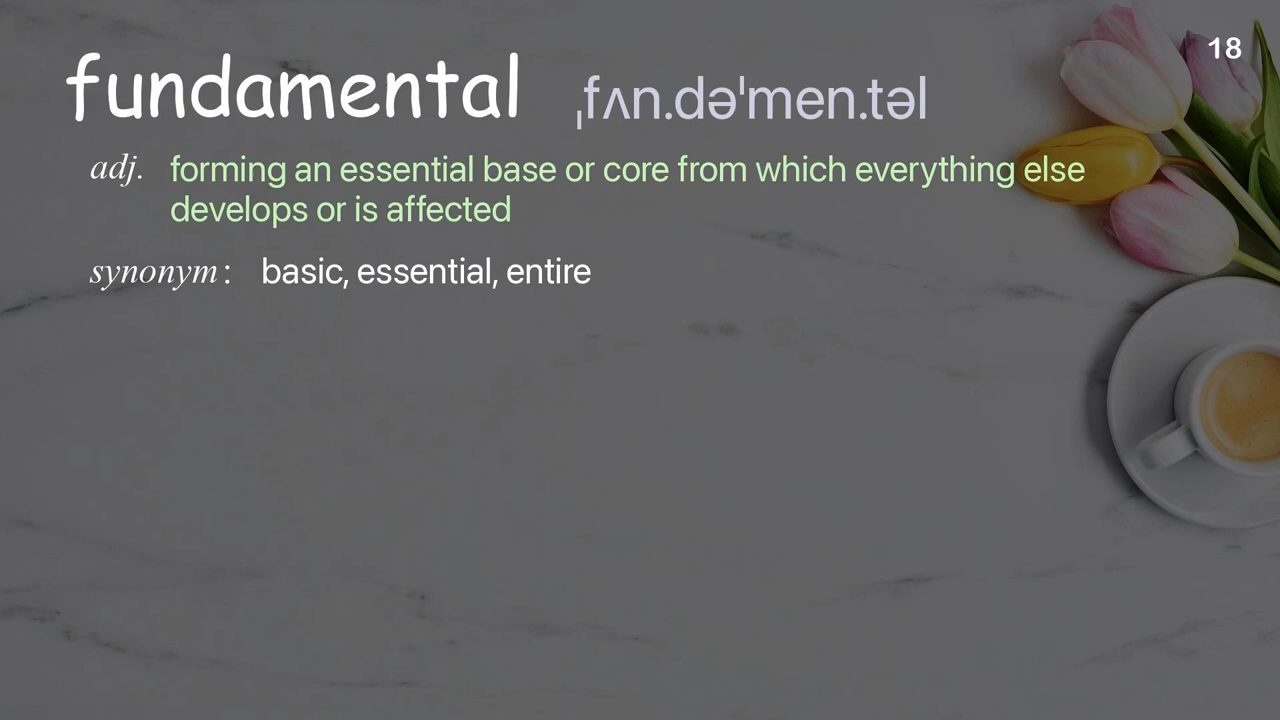 18
fundamental ˌfʌn.dəˈmen.təl
adj. forming an essential base or core from which everything else
develops or is affected
synonym : basic, essential, entire